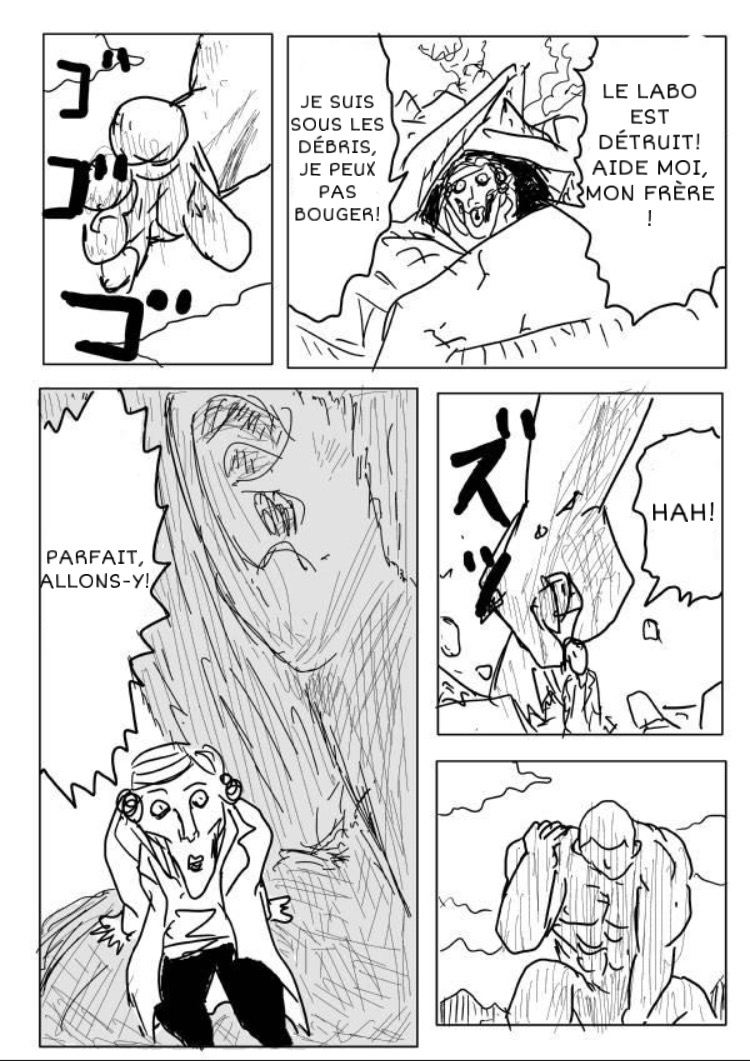 LE LABO
EST
DÉTRUIT!
AIDE MOI,
MON FRÈRE
!
JE SUIS
SOUS LES
DÉBRIS,
JE PEUX
PAS
BOUGER!
ゴ
ゴ
ゴ
HAH!
ズ
ッ
PARFAIT,
ALLONS-Y!